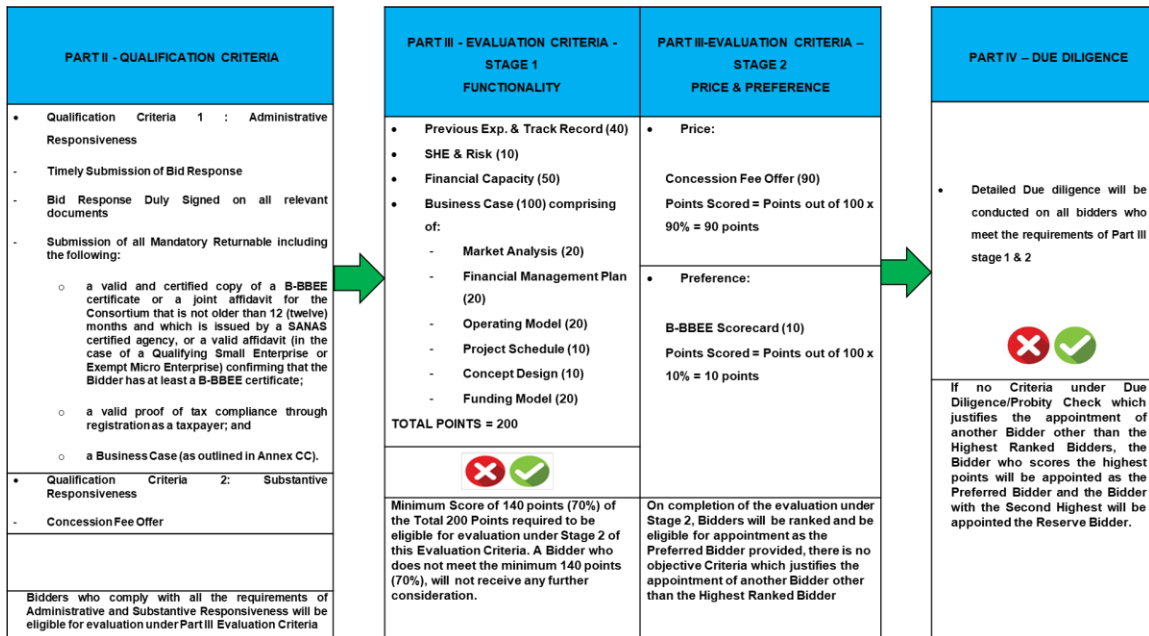 PART II - QUALIFICATION CRITERIA
• Qualification Criteria 1 : Administrative
Responsiveness
- Timely Submission of Bid Response
- Bid Response Duly Signed on all relevant
documents
- Submission of all Mandatory Returnable including
the following:
o a valid and certified copy of a B-BBEE
certificate or a joint affidavit for the
Consortium that is not older than 12 (twelve)
months and which is issued by a SANAS
certified agency, or a valid affidavit (in the
case of a Qualifying Small Enterprise or
Exempt Micro Enterprise) confirming that the
Bidder has at least a B-BBEE certificate;
o a valid proof of tax compliance through
registration as a taxpayer; and
o a Business Case (as outlined in Annex CC).
• Qualification Criteria 2: Substantive
Responsiveness
- Concession Fee Offer
Bidders who comply with all the requirements of
Administrative and Substantive Responsiveness will be
eligible for evaluation under Part III Evaluation Criteria
PART III - EVALUATION CRITERIA -
STAGE 1
FUNCTIONALITY
• Previous Exp. & Track Record (40)
• SHE & Risk (10)
• Financial Capacity (50)
• Business Case (100) comprising
of:
- Market Analysis (20)
- Financial Management Plan
(20)
- Operating Model (20)
- Project Schedule (10)
- Concept Design (10)
- Funding Model (20)
TOTAL POINTS = 200
Minimum Score of 140 points (70%) of
the Total 200 Points required to be
eligible for evaluation under Stage 2 of
this Evaluation Criteria. A Bidder who
does not meet the minimum 140 points
(70%), will not receive any further
consideration.
PART III-EVALUATION CRITERIA –
STAGE 2
PRICE & PREFERENCE
• Price:
Concession Fee Offer (90)
Points Scored = Points out of 100 x
90% = 90 points
• Preference:
B-BBEE Scorecard (10)
Points Scored = Points out of 100 x
10% = 10 points
On completion of the evaluation under
Stage 2, Bidders will be ranked and be
eligible for appointment as the
Preferred Bidder provided, there is no
objective Criteria which justifies the
appointment of another Bidder other
than the Highest Ranked Bidder
PART IV – DUE DILIGENCE
• Detailed Due diligence will be
conducted on all bidders who
meet the requirements of Part III
stage 1 & 2
If no Criteria under Due
Diligence/Probity Check which
justifies the appointment of
another Bidder other than the
Highest Ranked Bidders, the
Bidder who scores the highest
points will be appointed as the
Preferred Bidder and the Bidder
with the Second Highest will be
appointed the Reserve Bidder.